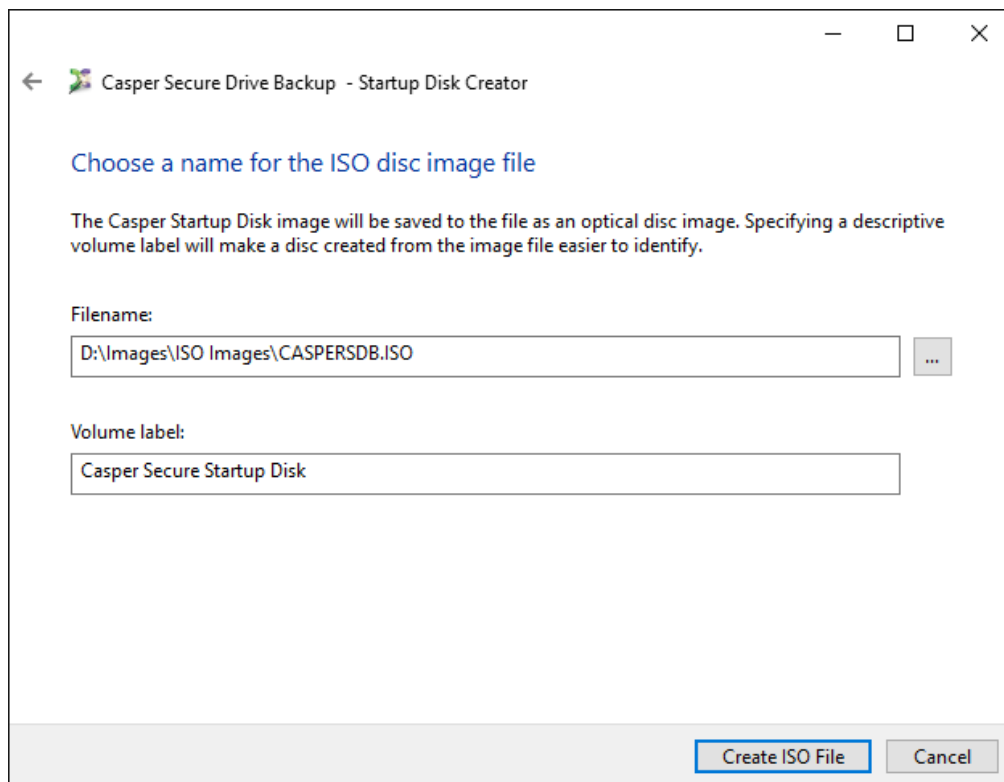 Casper Secure Drive Backup - Startup Disk Creator
Choose a name for the ISO disc image file
The Casper Startup Disk image will be saved to the file as an optical disc image. Specifying a descriptive
volume label will make a disc created from the image file easier to identify.
Filename:
D:\Images\ISO Images\CASPERSDB.ISO
...
Volume label:
Casper Secure Startup Disk
Create ISO File
Cancel